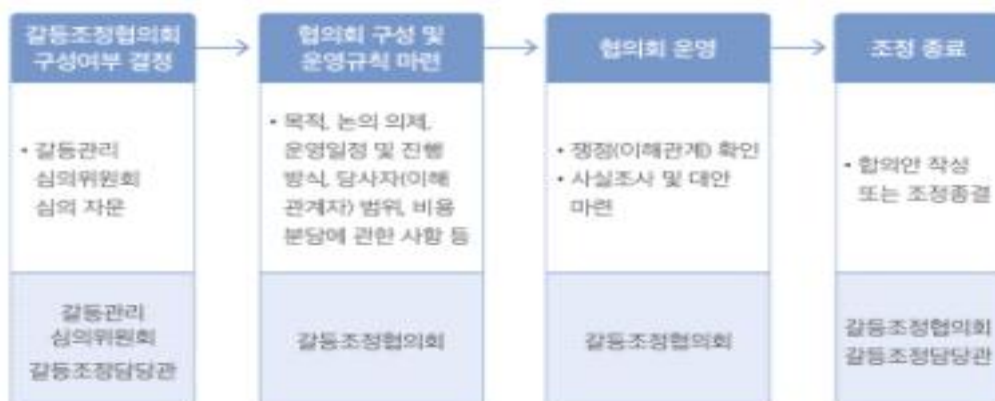 갈등조정협의회
구성여부 결정
협의회 구성 및
운영규칙 마련
협의회 운영
조정 종료
• 갈등관리
심의위원회
심의 자문
• 목적, 논의 의제,
운영일정 및 진행
방식, 당사자(이해
관계자) 범위, 비용
분담에 관한 사항 등
• 쟁점(이해관계) 확인
• 사실조사 및 대안
마련
• 합의안 작성
또는 조정종결
갈등관리
심의위원회
갈등조정담당관
갈등조정협의회
갈등조정협의회
갈등조정협의회
갈등조정담당관